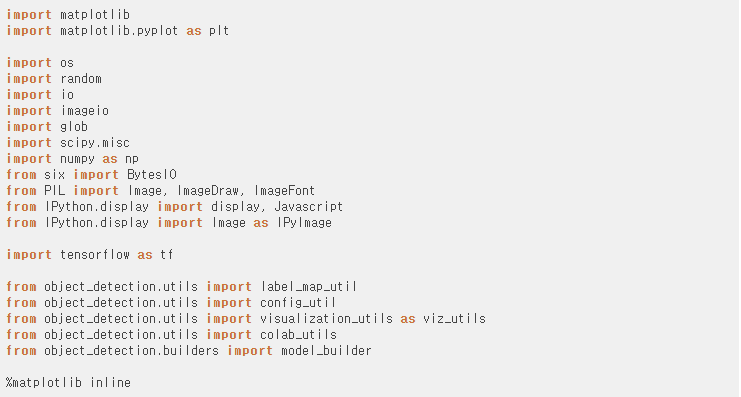 import matplotlib
import matplotlib.pyplot as plt
import os
import random
import io
import imageio
import glob
import scipy.misc
import numpy as np
from six import BytesIO
from PIL import Image, ImageDraw, ImageFont
from IPython.display import display, Javascript
from IPython.display import Image as IPyImage
import tensorflow as tf
from object_detection.utils import label_map_util
from object_detection.utils import config_util
from object_detection.utils import visualization_utils as viz_utils
from object_detection.utils import colab_utils
from object_detection.builders import model_builder
%matplotlib inline